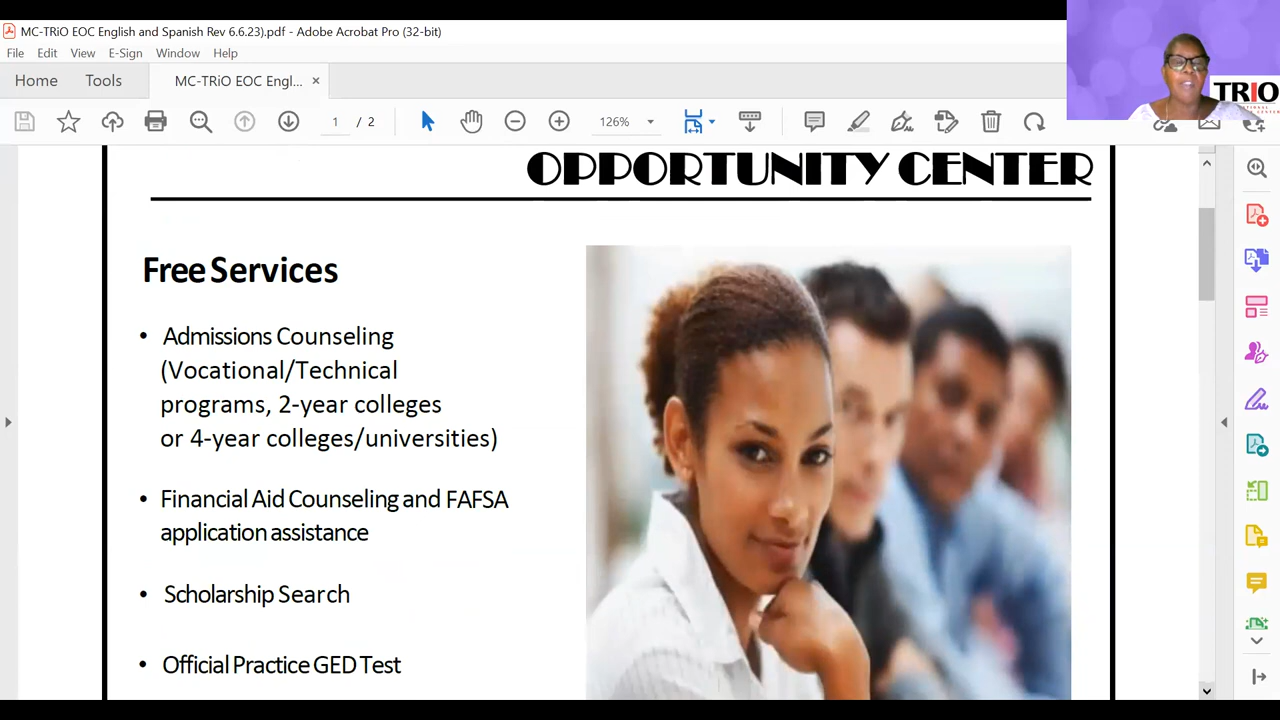 MC-TRiO EOC English and Spanish Rev 6.6.23).pdf - Adobe Acrobat Pro (32-bit)
File Edit View E-Sign Window Help
Home Tools MC-TRiO EOC Engl... ×
1 / 2 126%
TRIO
OPPORTUNITY CENTER
Free Services
• Admissions Counseling
(Vocational/Technical
programs, 2-year colleges
or 4-year colleges/universities)
• Financial Aid Counseling and FAFSA
application assistance
• Scholarship Search
• Official Practice GED Test